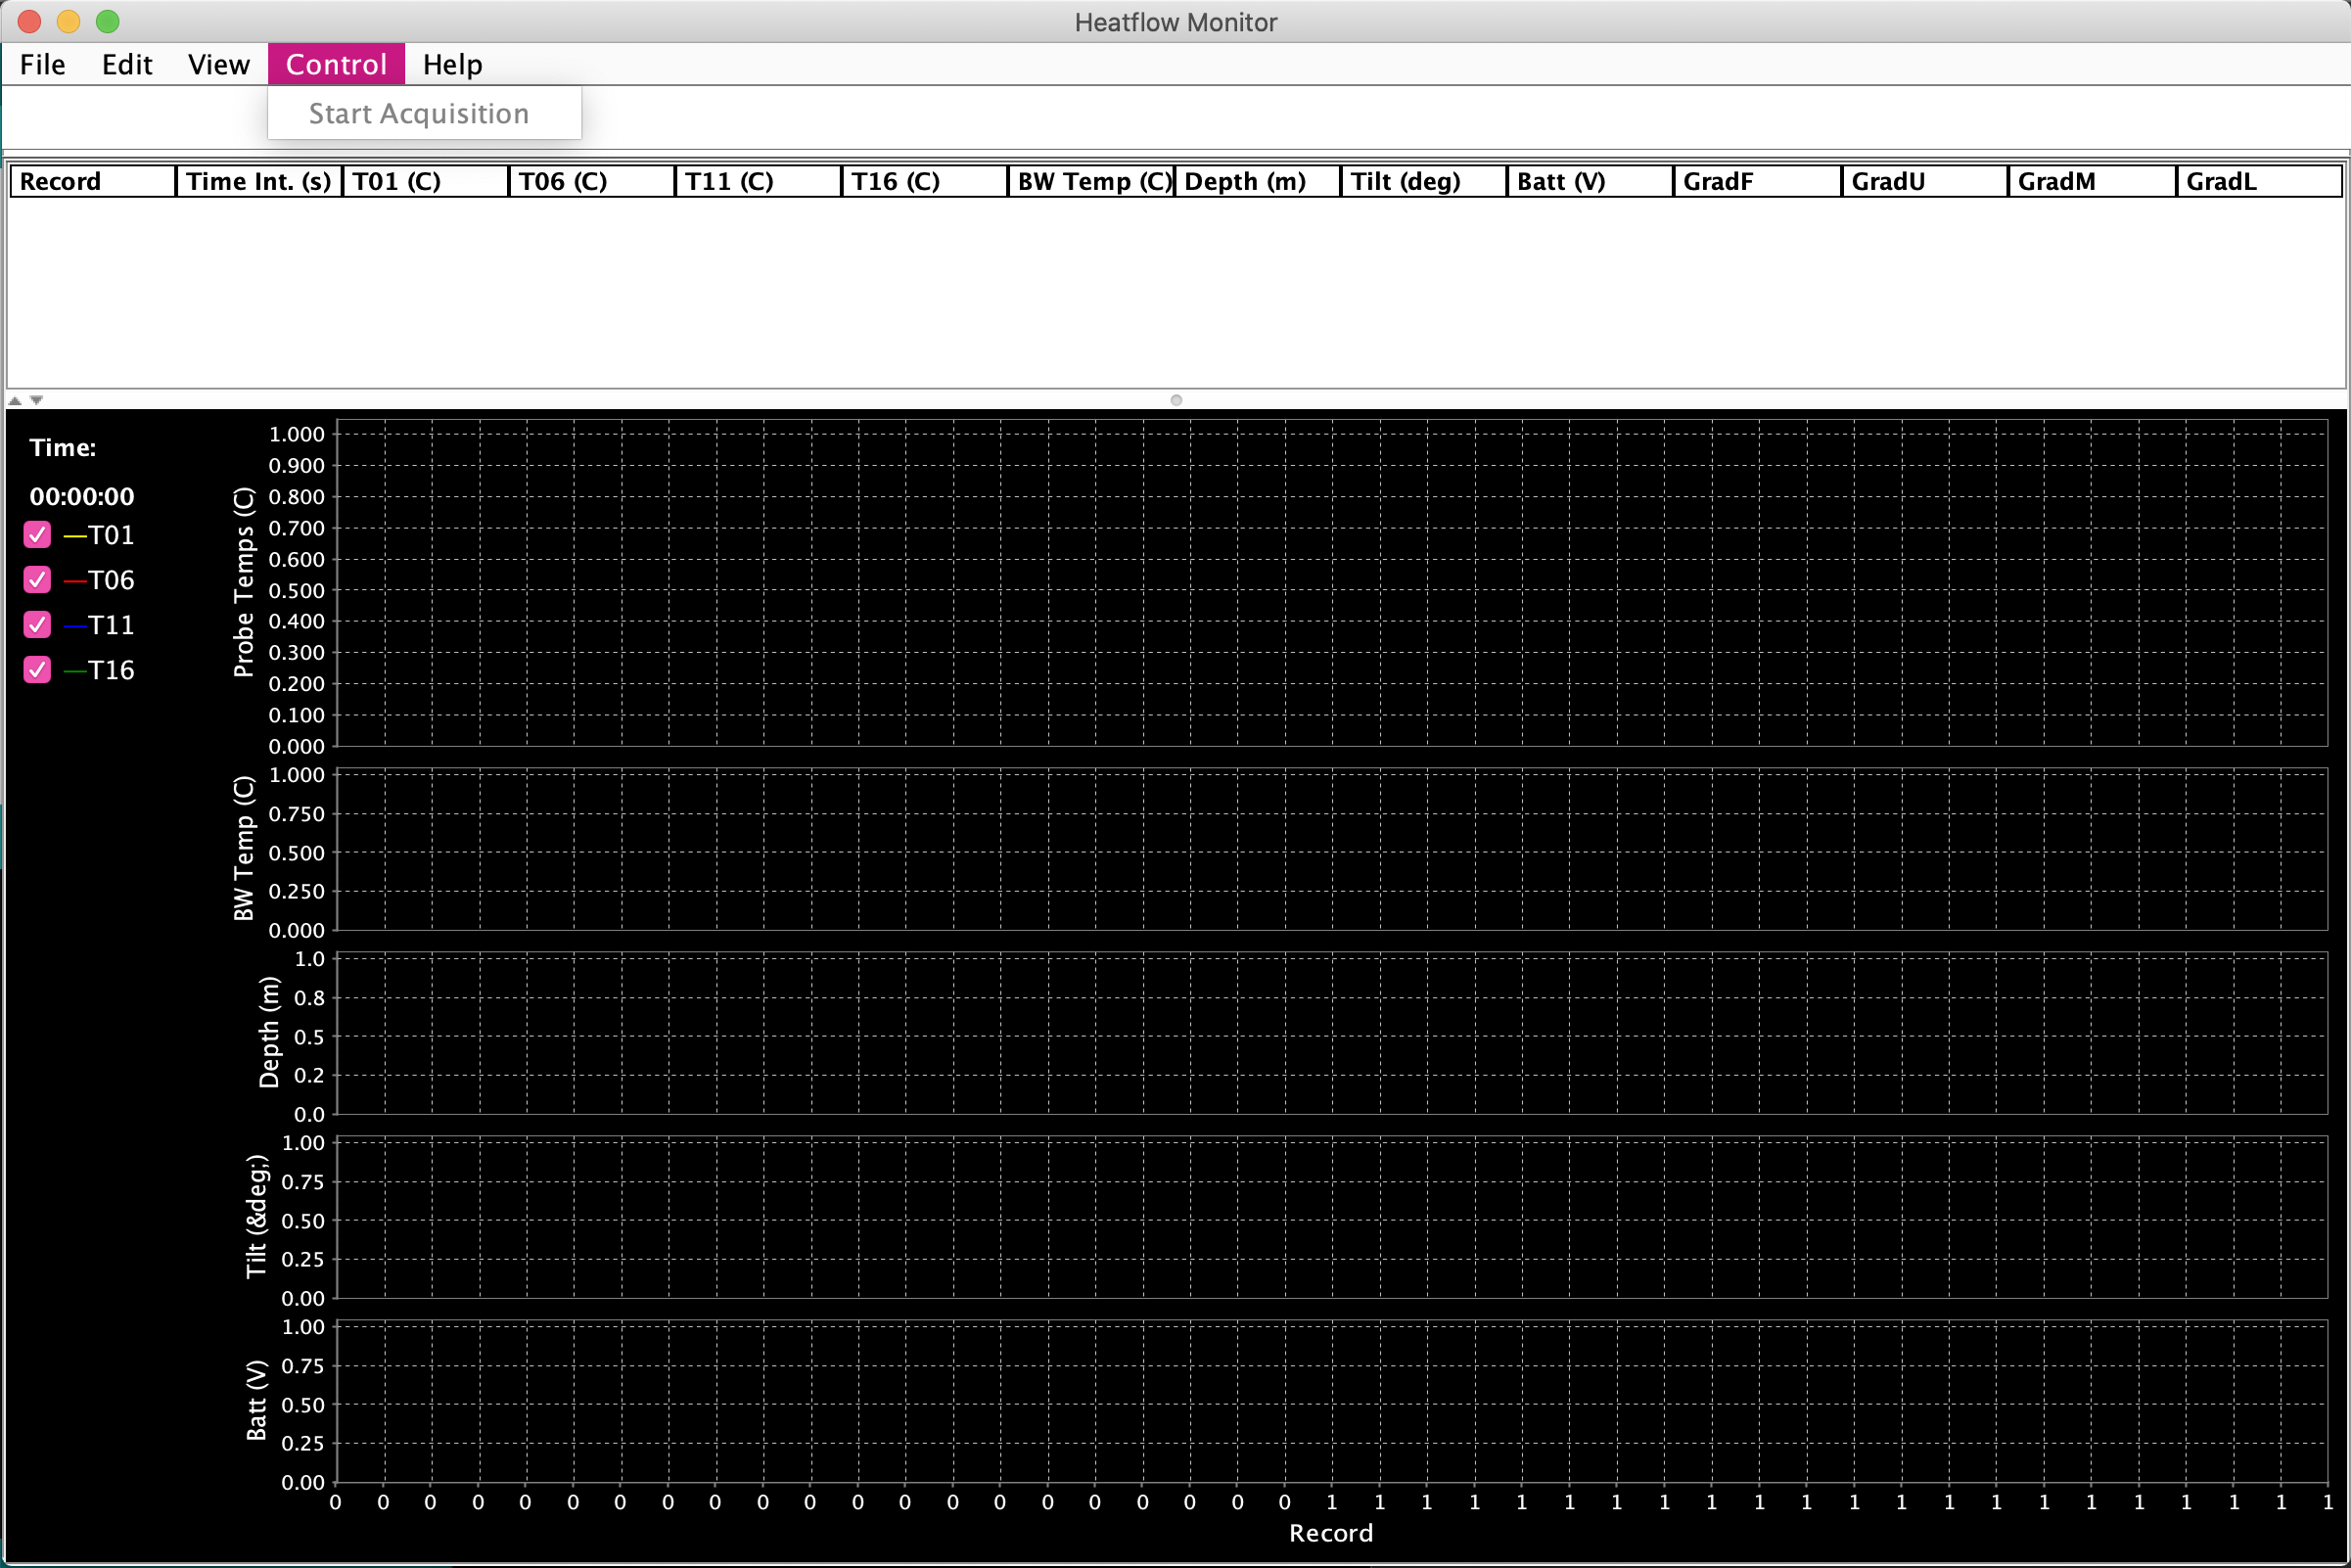 Heatflow Monitor
File Edit View Control Help
Start Acquisition
Record Time Int. (s) T01 (C) T06 (C) T11 (C) T16 (C) BW Temp (C) Depth (m) Tilt (deg) Batt (V) GradF GradU GradM GradL
Time:
00:00:00
T01
T06
T11
T16
Probe Temps (C)
1.000
0.900
0.800
0.700
0.600
0.500
0.400
0.300
0.200
0.100
0.000
BW Temp (C)
1.000
0.750
0.500
0.250
0.000
Depth (m)
1.0
0.8
0.5
0.2
0.0
Tilt (&deg;)
1.00
0.75
0.50
0.25
0.00
Batt (V)
1.00
0.75
0.50
0.25
0.00
0 0 0 0 0 0 0 0 0 0 0 0 0 0 0 0 0 0 0 0 0 1 1 1 1 1 1 1 1 1 1 1 1 1 1 1 1 1 1 1 1 1 1
Record